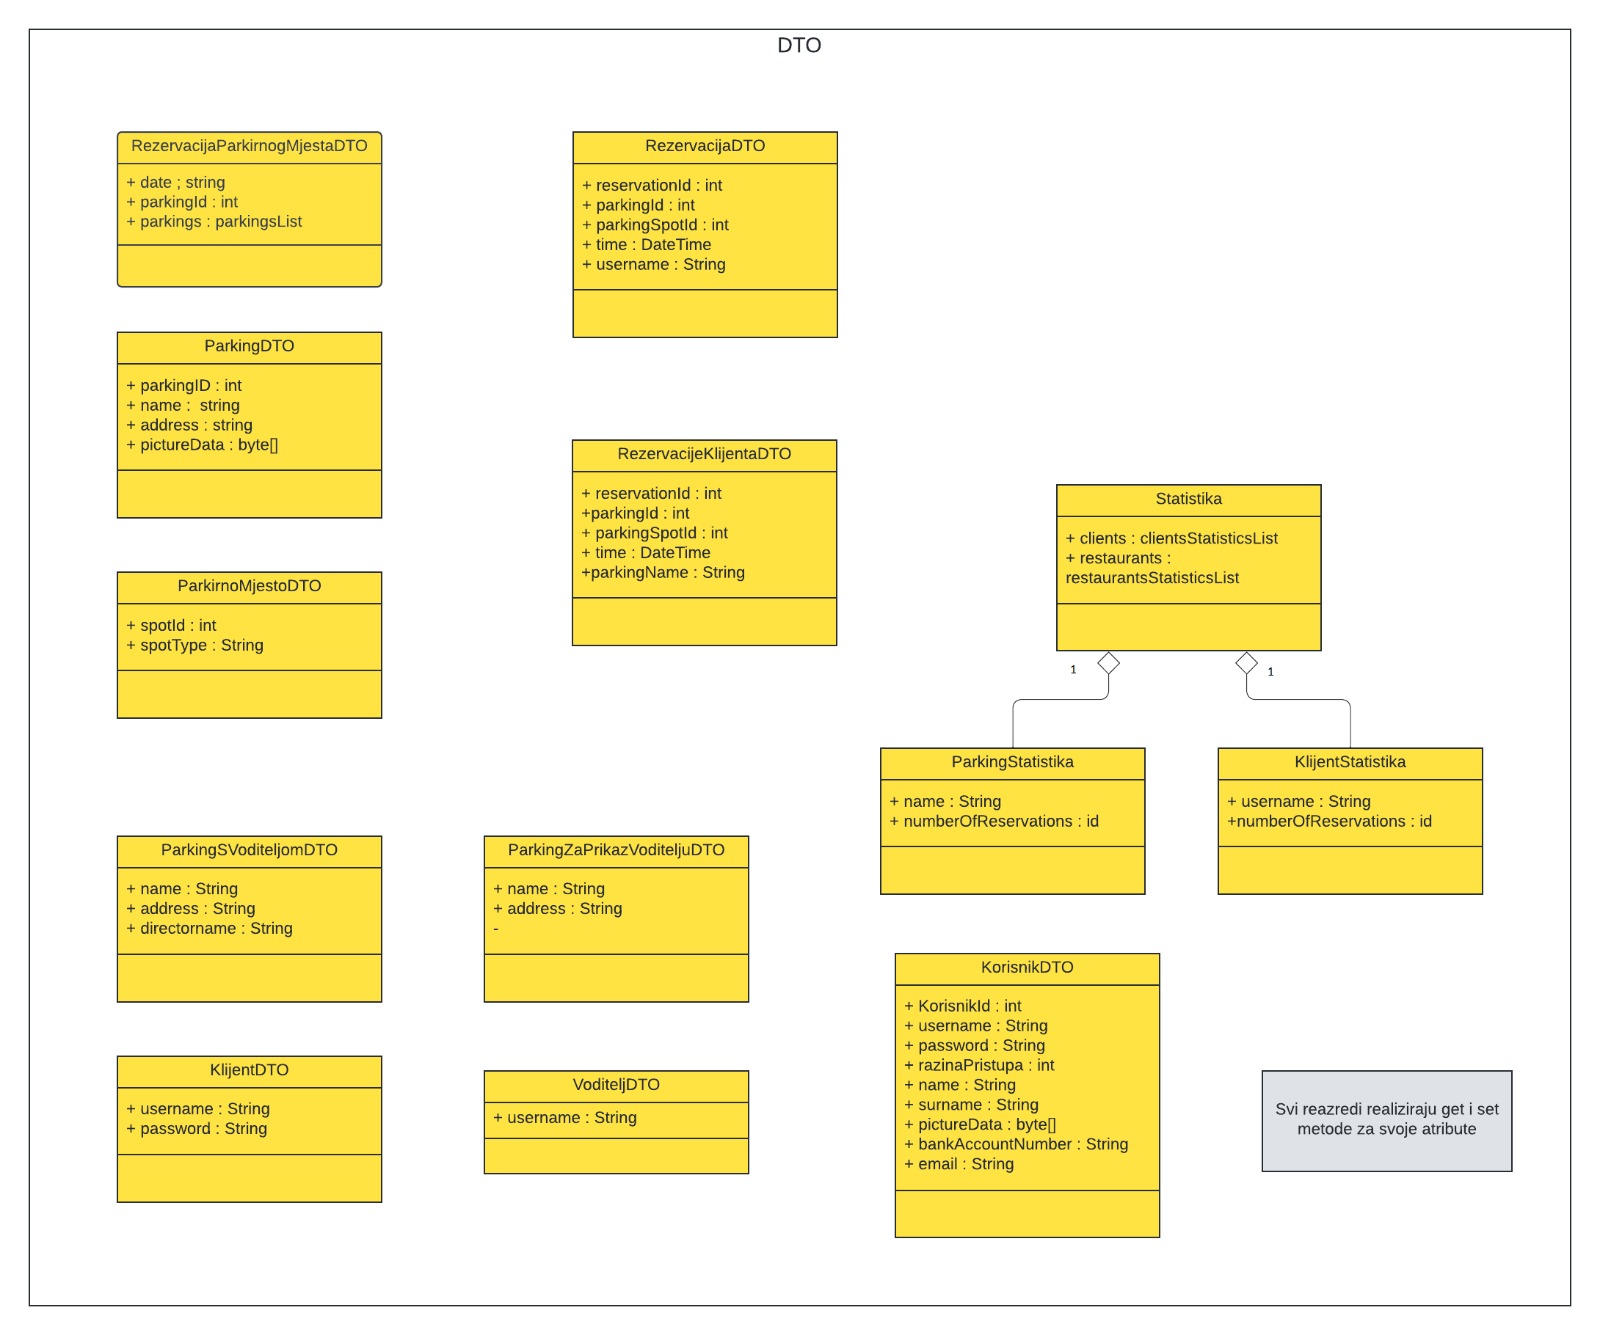 DTO
RezervacijaParkirnogMjestaDTO
+ date ; string
+ parkingId : int
+ parkings : parkingsList
RezervacijaDTO
+ reservationId : int
+ parkingId : int
+ parkingSpotId : int
+ time : DateTime
+ username : String
ParkingDTO
+ parkingID : int
+ name :  string
+ address : string
+ pictureData : byte[]
RezervacijeKlijentaDTO
+ reservationId : int
+parkingId : int
+ parkingSpotId : int
+ time : DateTime
+parkingName : String
Statistika
+ clients : clientsStatisticsList
+ restaurants :
restaurantsStatisticsList
1
1
ParkirnoMjestoDTO
+ spotId : int
+ spotType : String
ParkingStatistika
+ name : String
+ numberOfReservations : id
KlijentStatistika
+ username : String
+numberOfReservations : id
ParkingSVoditeljomDTO
+ name : String
+ address : String
+ directorname : String
ParkingZaPrikazVoditeljuDTO
+ name : String
+ address : String
-
KorisnikDTO
+ KorisnikId : int
+ username : String
+ password : String
+ razinaPristupa : int
+ name : String
+ surname : String
+ pictureData : byte[]
+ bankAccountNumber : String
+ email : String
KlijentDTO
+ username : String
+ password : String
VoditeljDTO
+ username : String
Svi reazredi realiziraju get i set
metode za svoje atribute